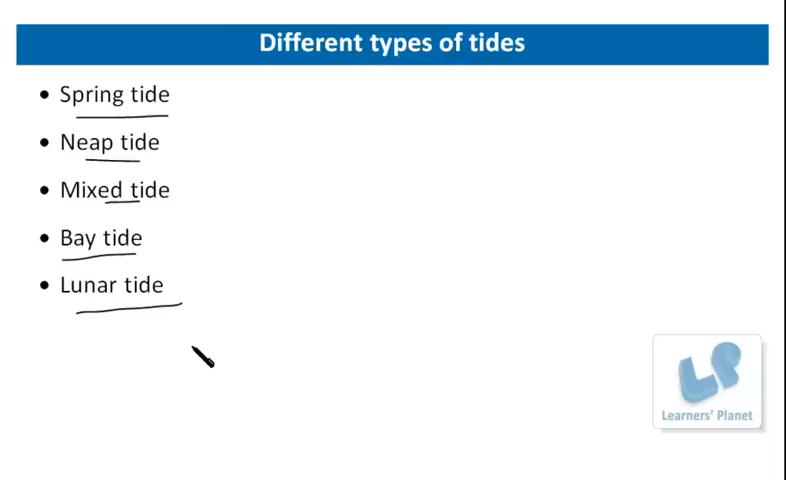 Different types of tides
• Spring tide
• Neap tide
• Mixed tide
• Bay tide
• Lunar tide
LP
Learners' Planet